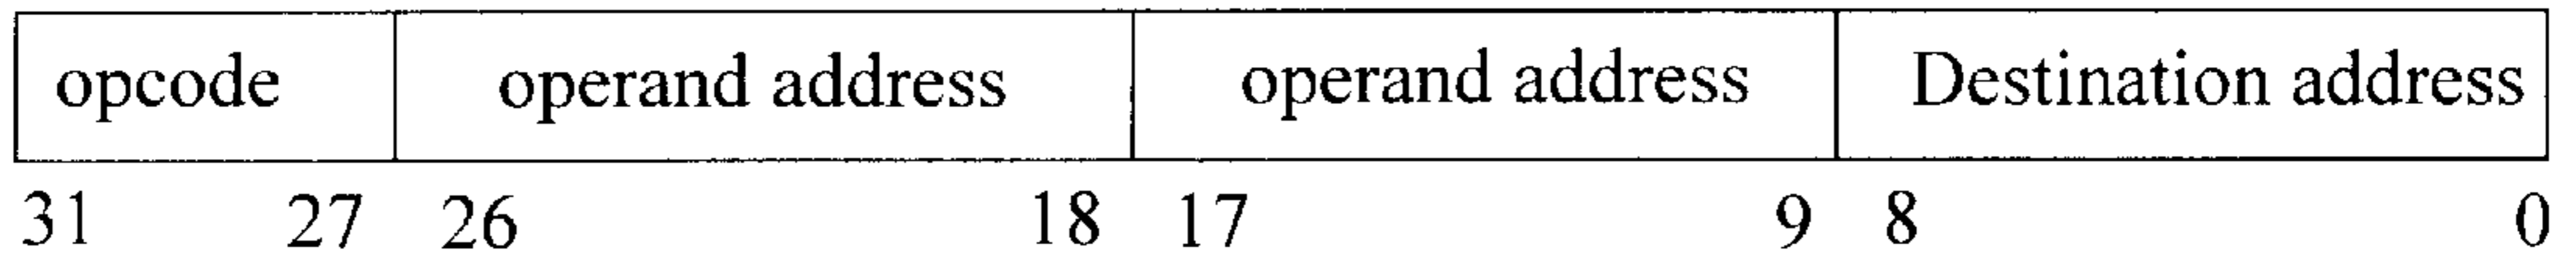 opcode operand address operand address Destination address
31 27 26 18 17 9 8 0